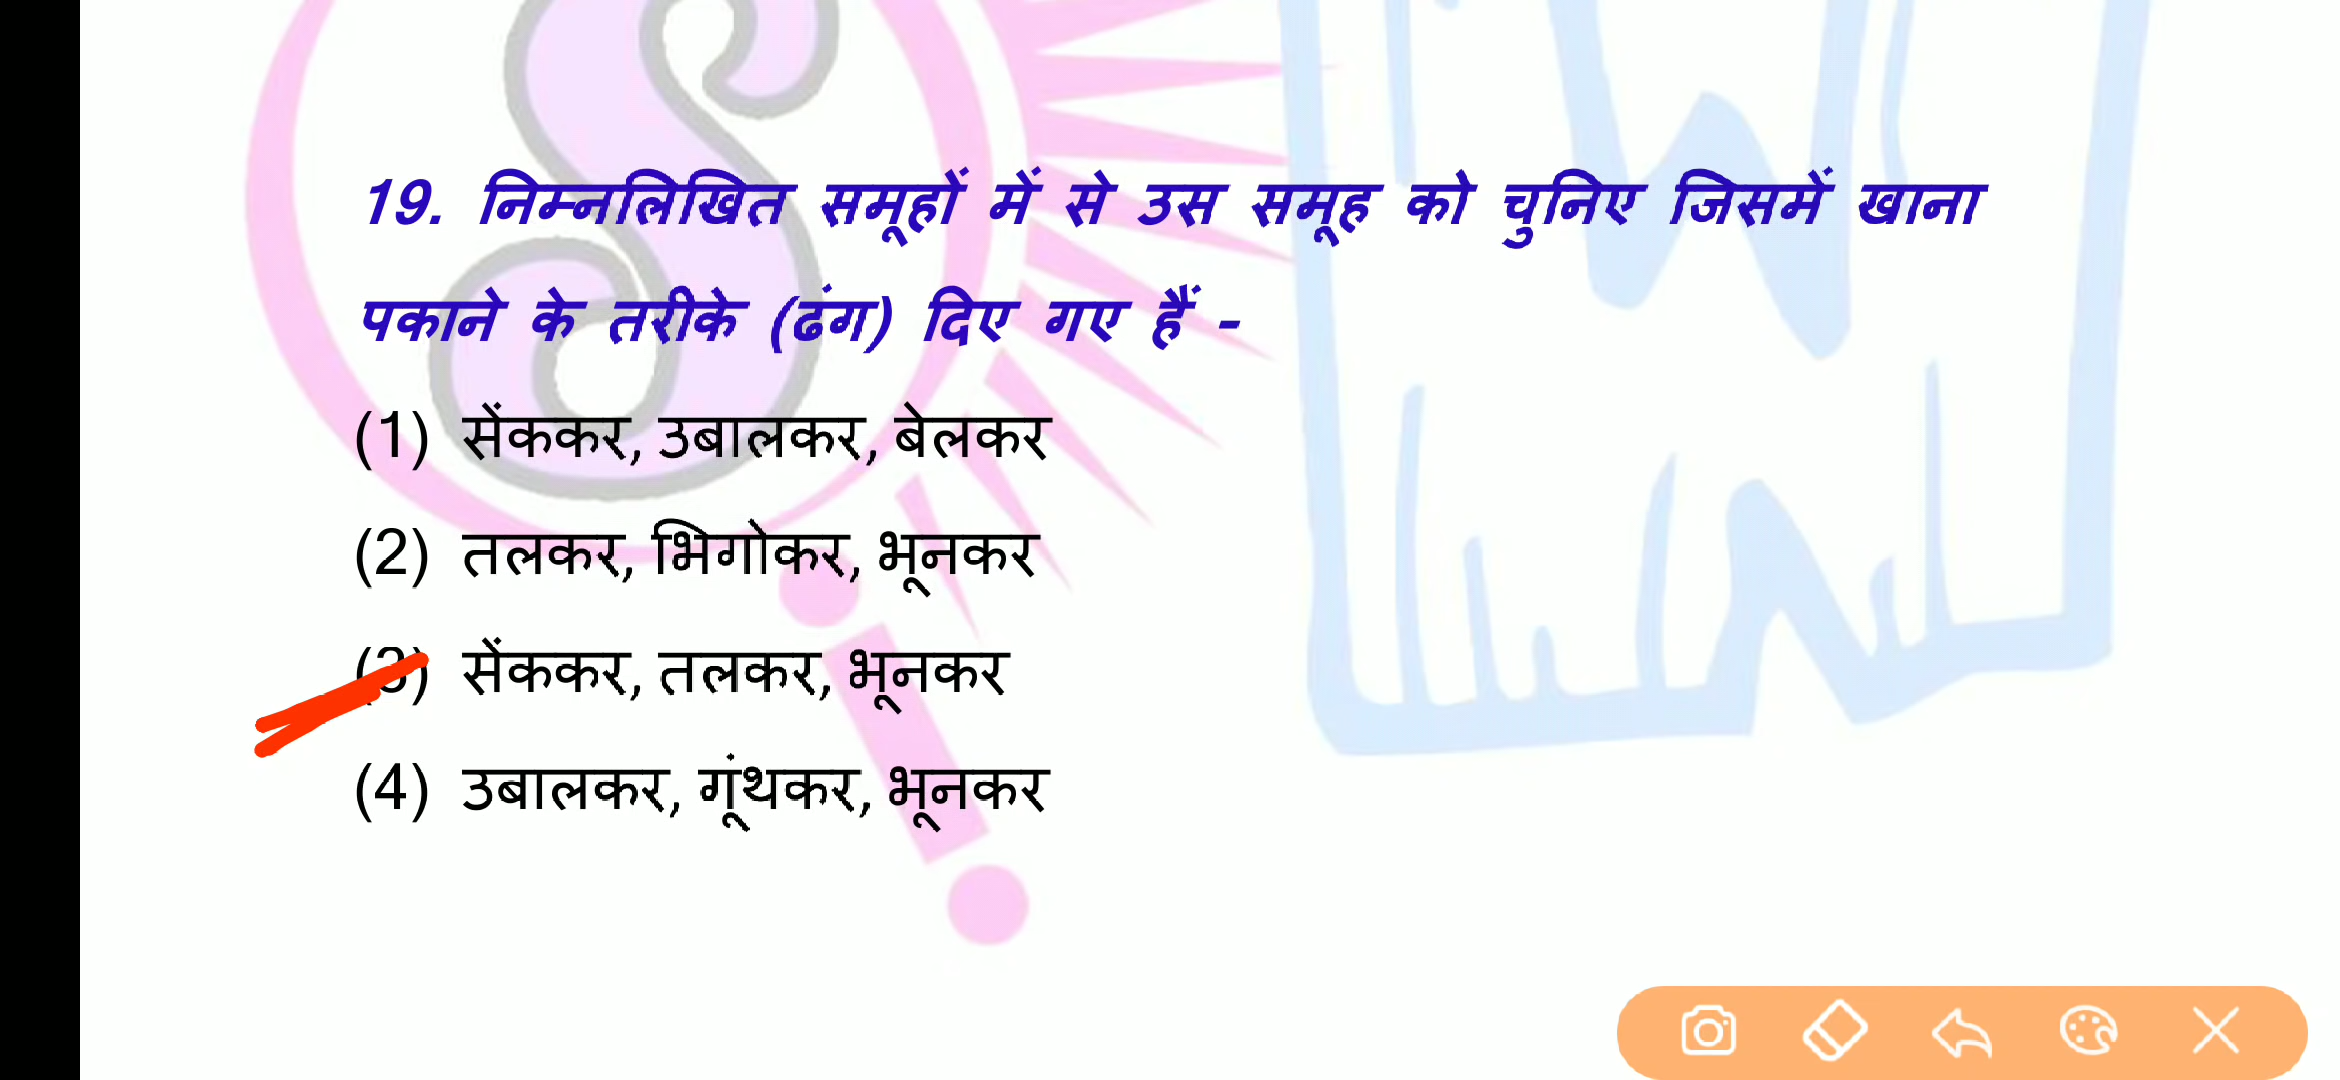 19. निम्नलिखित समूहों में से उस समूह को चुनिए जिसमें खाना
पकाने के तरीके (ढंग) दिए गए हैं -
(1) सेंककर, उबालकर, बेलकर
(2) तलकर, भिगोकर, भूनकर
(3) सेंककर, तलकर, भूनकर
(4) उबालकर, गूंथकर, भूनकर